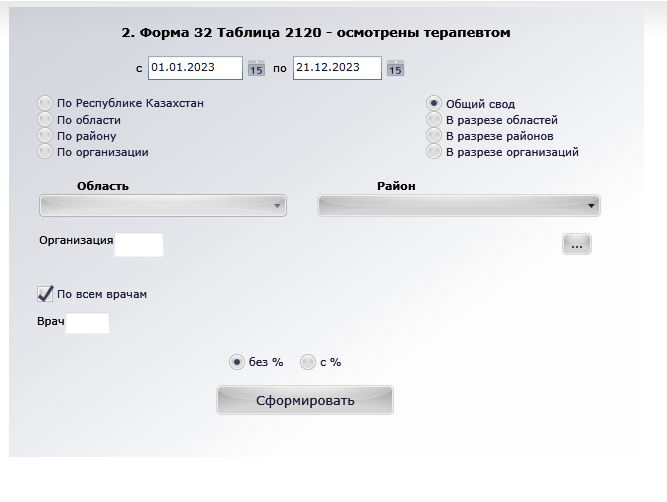 2. Форма 32 Таблица 2120 - осмотрены терапевтом
с 01.01.2023 15 по 21.12.2023 15
По Республике Казахстан
По области
По району
По организации
Общий свод
В разрезе областей
В разрезе районов
В разрезе организаций
Область Район
Организация ...
По всем врачам
Врач
без % с %
Сформировать